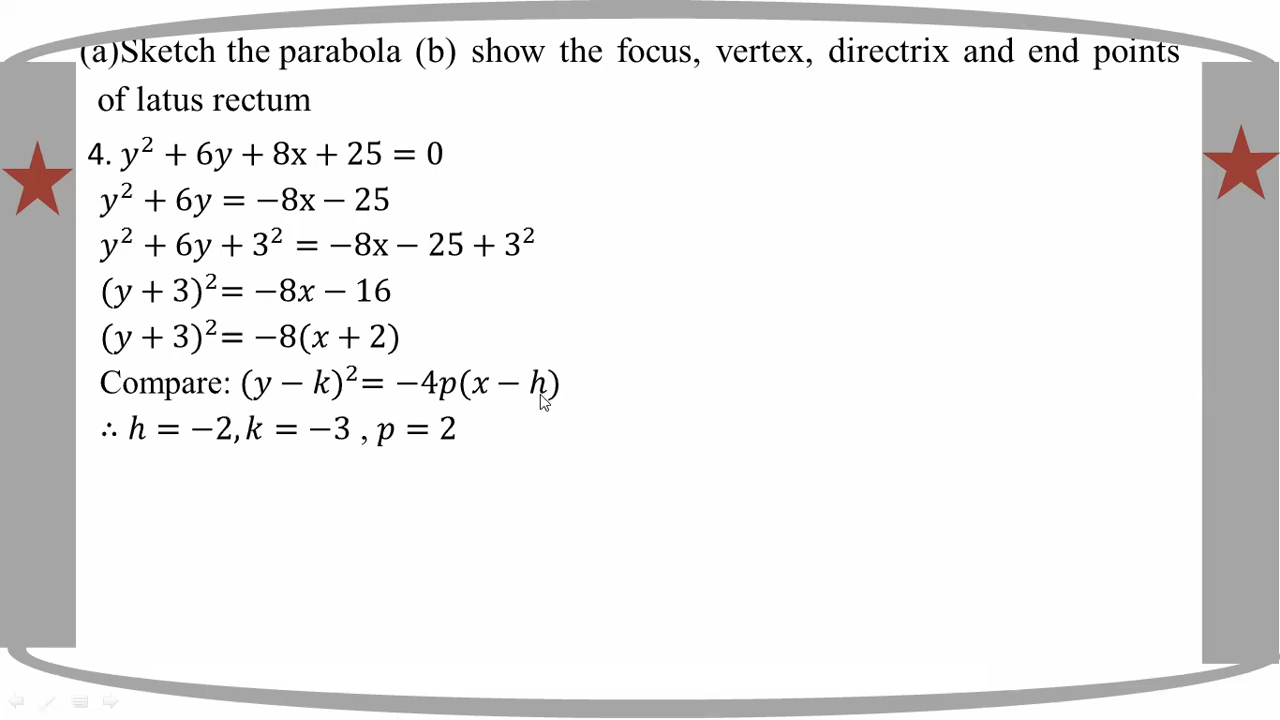 (a)Sketch the parabola (b) show the focus, vertex, directrix and end points
of latus rectum
4. y² + 6y + 8x + 25 = 0
y² + 6y = −8x − 25
y² + 6y + 3² = −8x − 25 + 3²
(y + 3)²= −8x − 16
(y + 3)²= −8(x + 2)
Compare: (y − k)²= −4p(x − h)
∴ h = −2, k = −3 , p = 2